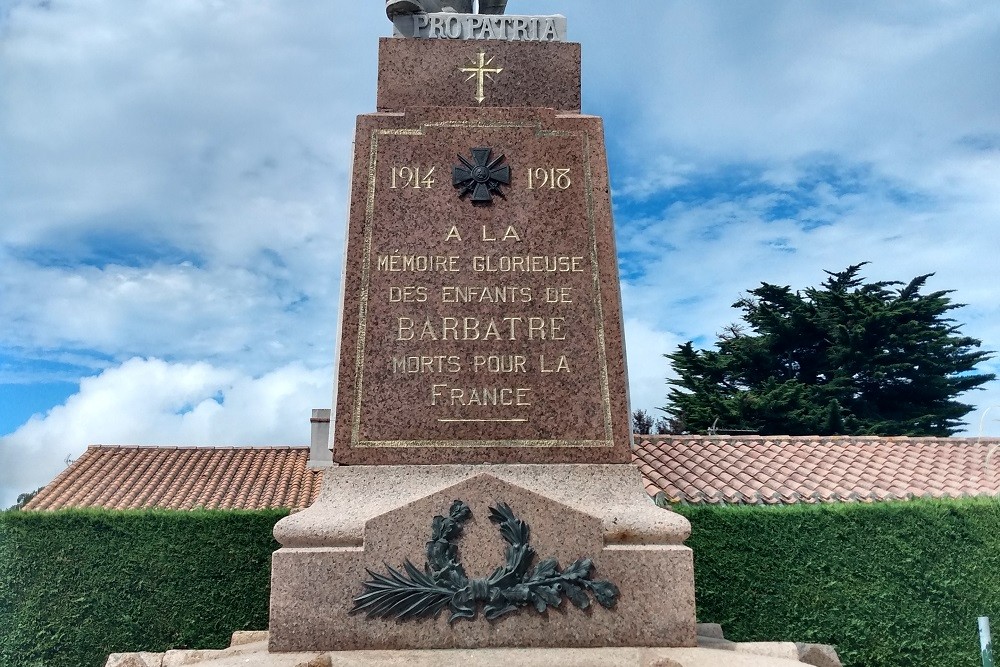 PRO PATRIA
1914 1918
A LA
MÉMOIRE GLORIEUSE
DES ENFANTS DE
BARBATRE
MORTS POUR LA
FRANCE